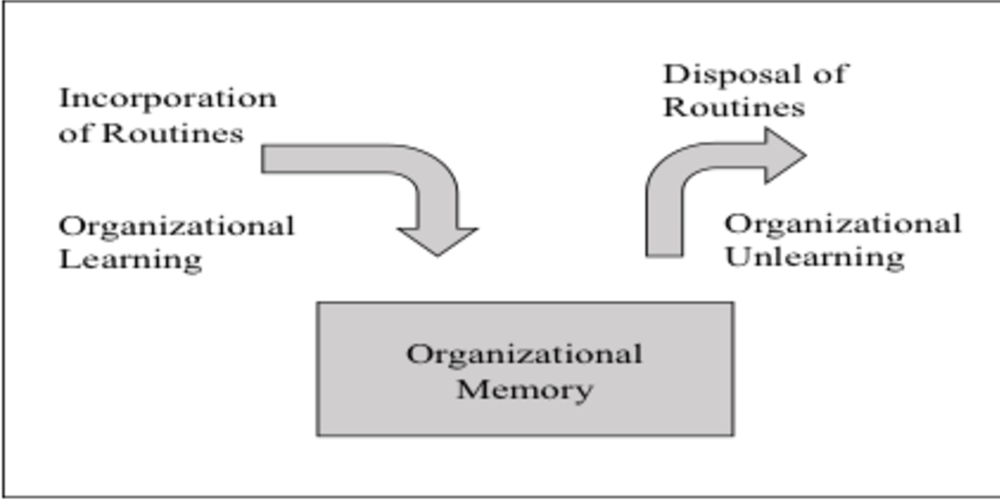 Incorporation
of Routines
Organizational
Learning
Disposal of
Routines
Organizational
Unlearning
Organizational
Memory